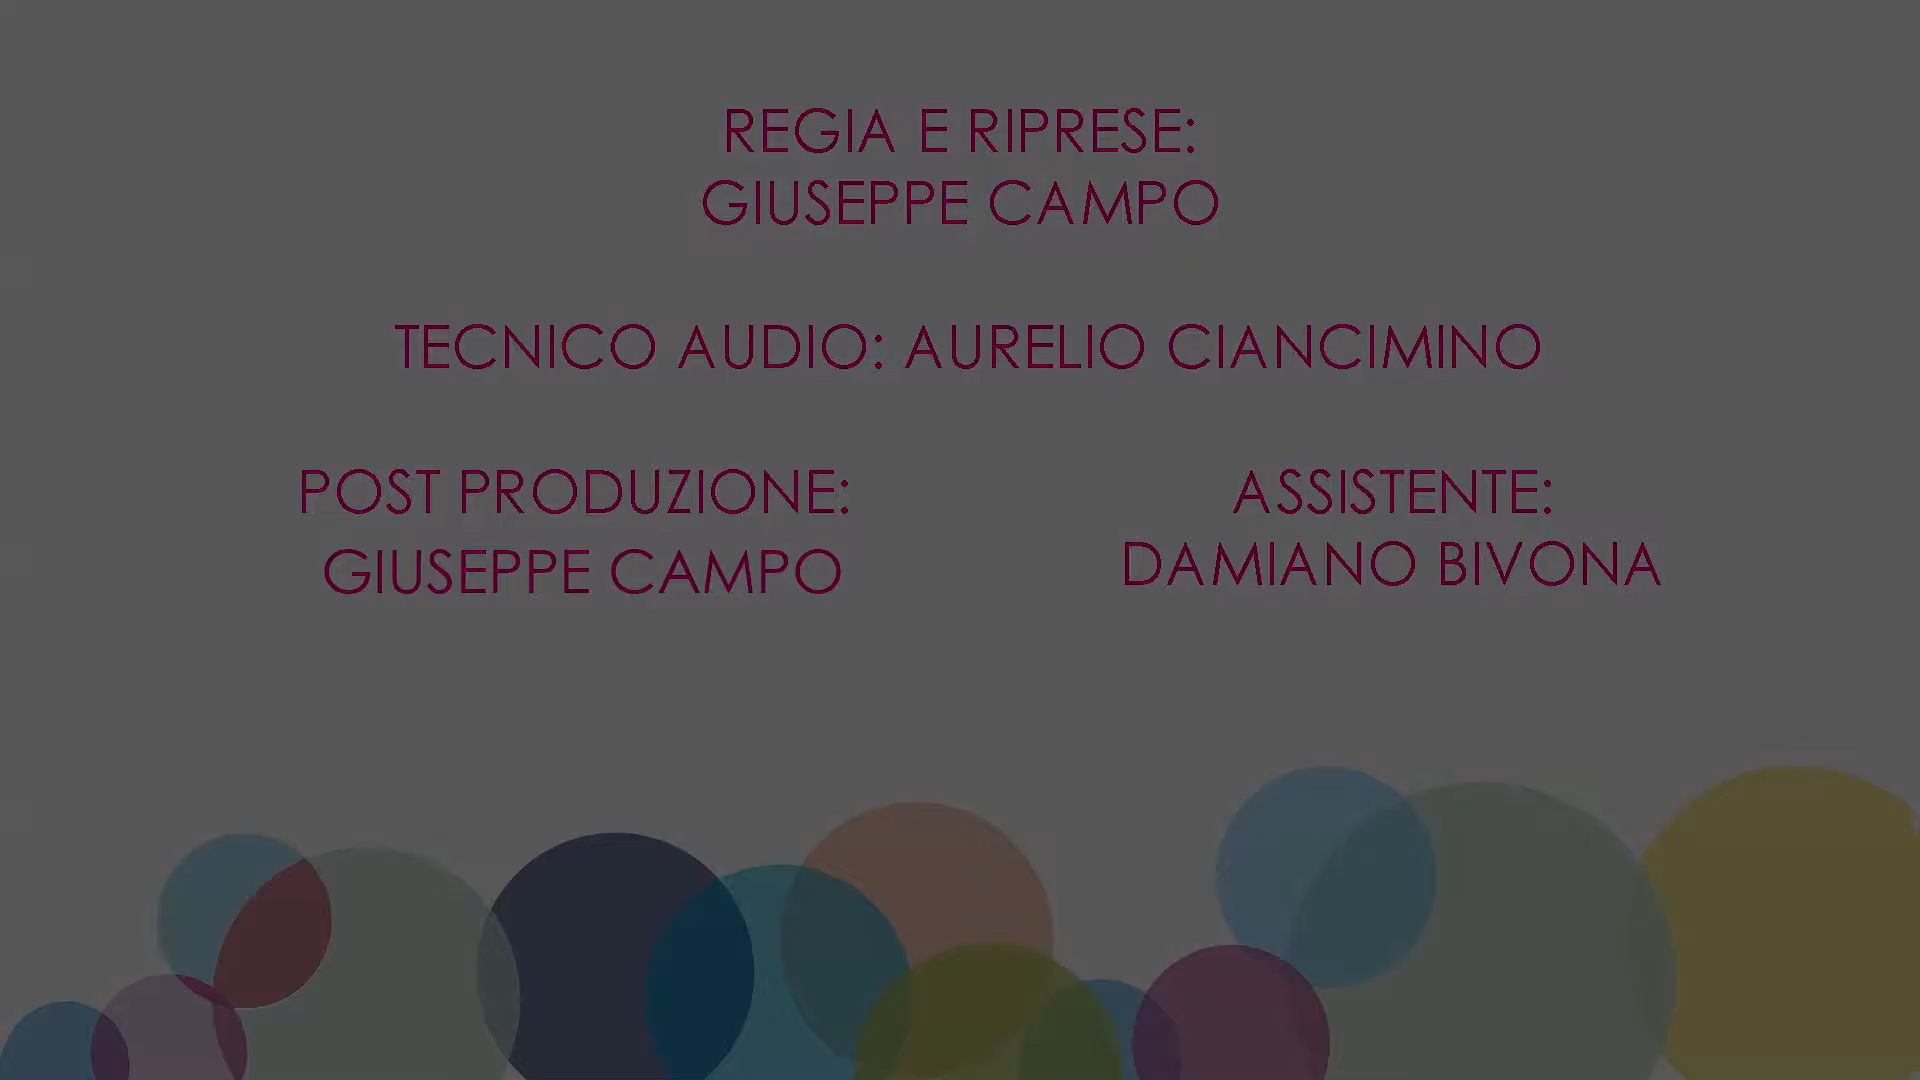 REGIA E RIPRESE:
GIUSEPPE CAMPO
TECNICO AUDIO: AURELIO CIANCIMINO
POST PRODUZIONE:
GIUSEPPE CAMPO
ASSISTENTE:
DAMIANO BIVONA